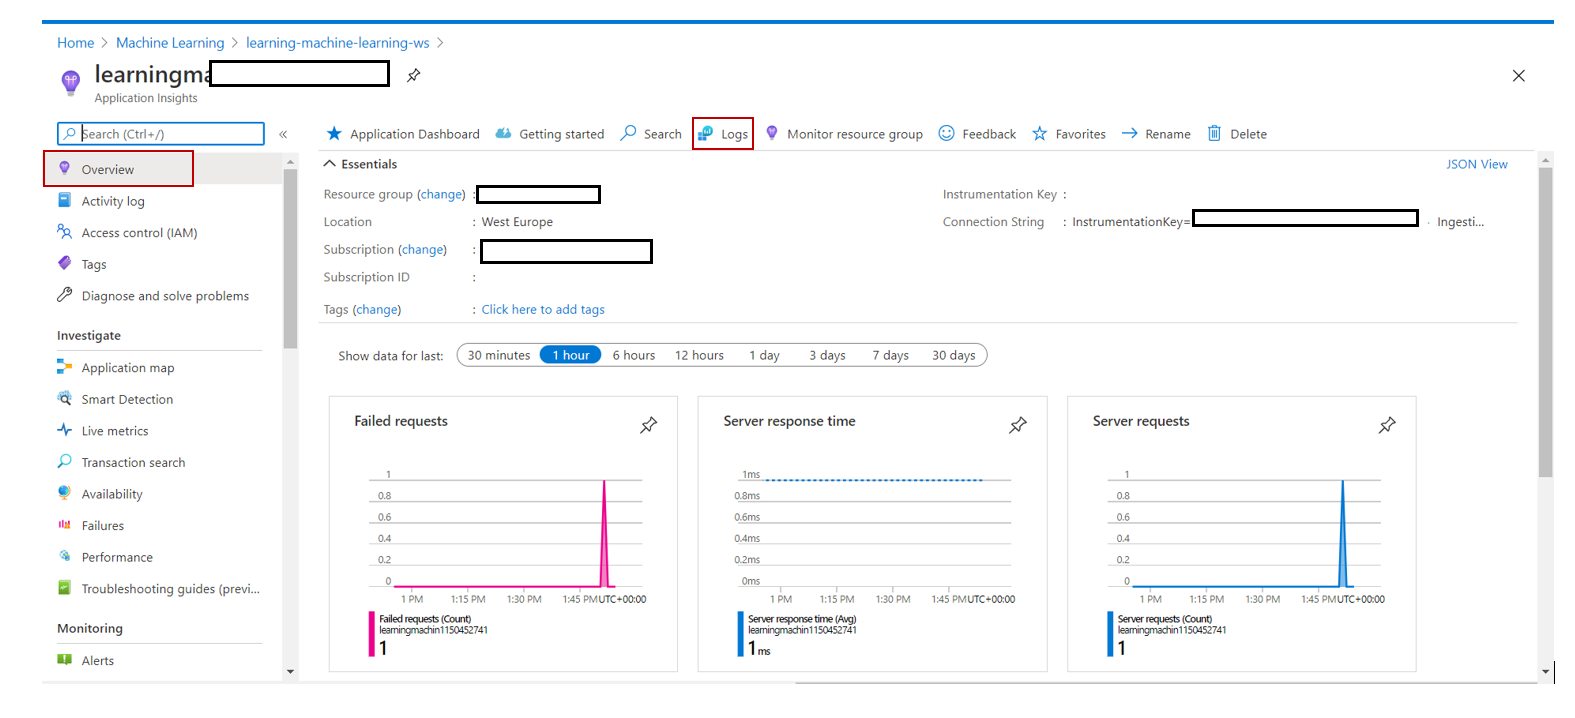 Home > Machine Learning > learning-machine-learning-ws >
learningma
Application Insights
Search (Ctrl+/)
«
Application Dashboard
Getting started
Search
Logs
Monitor resource group
Feedback
Favorites
Rename
Delete
Overview
Activity log
Access control (IAM)
Tags
Diagnose and solve problems
Investigate
Application map
Smart Detection
Live metrics
Transaction search
Availability
Failures
Performance
Troubleshooting guides (previ...
Monitoring
Alerts
Essentials
JSON View
Resource group (change) :
Location : West Europe
Subscription (change) :
Subscription ID :
Tags (change) : Click here to add tags
Instrumentation Key :
Connection String : InstrumentationKey= Ingesti...
Show data for last: 30 minutes 1 hour 6 hours 12 hours 1 day 3 days 7 days 30 days
Failed requests
1
0.8
0.6
0.4
0.2
0
1 PM 1:15 PM 1:30 PM 1:45 PM UTC+00:00
Failed requests (Count)
learningmachin1150452741
1
Server response time
1ms
0.8ms
0.6ms
0.4ms
0.2ms
0ms
1 PM 1:15 PM 1:30 PM 1:45 PM UTC+00:00
Server response time (Avg)
learningmachin1150452741
1 ms
Server requests
1
0.8
0.6
0.4
0.2
0
1 PM 1:15 PM 1:30 PM 1:45 PM UTC+00:00
Server requests (Count)
learningmachin1150452741
1